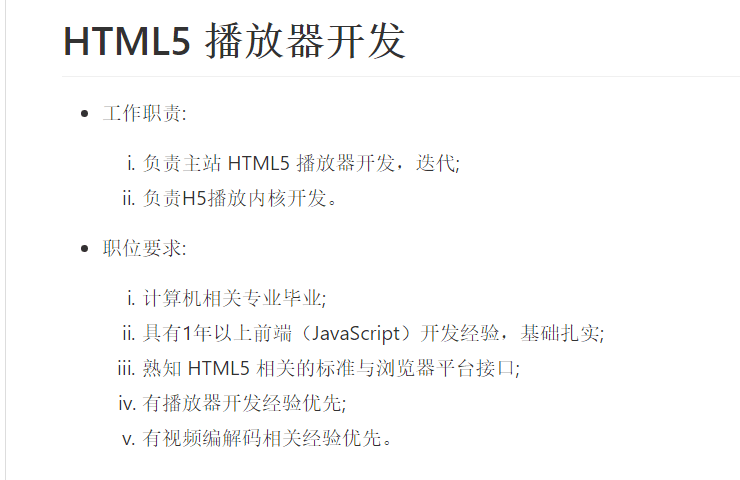 HTML5 播放器开发
工作职责:
i. 负责主站 HTML5 播放器开发，迭代;
ii. 负责H5播放内核开发。
职位要求:
i. 计算机相关专业毕业;
ii. 具有1年以上前端（JavaScript）开发经验，基础扎实;
iii. 熟知 HTML5 相关的标准与浏览器平台接口;
iv. 有播放器开发经验优先;
v. 有视频编解码相关经验优先。